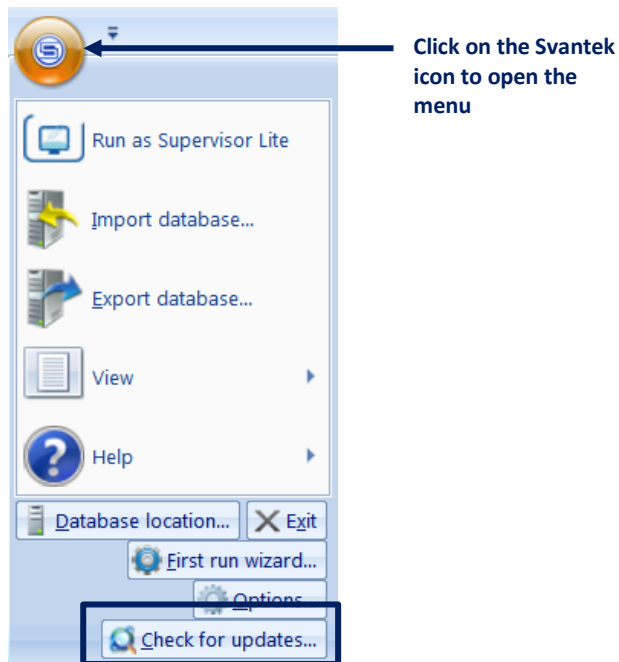 Click on the Svantek
icon to open the
menu
Run as Supervisor Lite
Import database...
Export database...
View
Help
Database location...
Exit
First run wizard...
Options...
Check for updates...